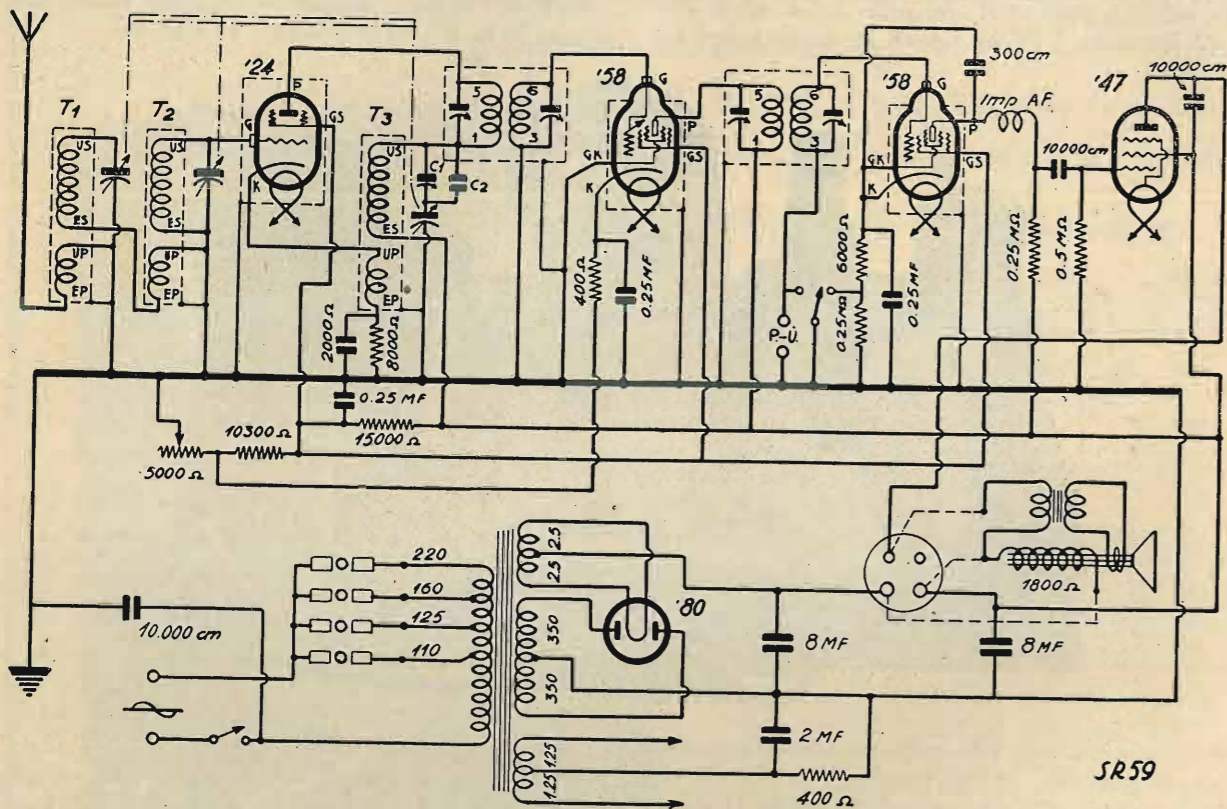 '24
P
GS
G
K
T1
T2
T3
US
ES
UP
EP
US
ES
UP
EP
US
ES
UP
EP
C1
C2
5
1
6
3
'58
G
P
GK
K
GS
5
1
6
3
'58
G
P
GK
K
GS
300 cm
Imp AF.
'47
10000 cm
10000 cm
0.25 MΩ
0.5 MΩ
6000 Ω
0.25 MΩ
0.25 MF
P.-U.
400 Ω
0.25 MF
2000 Ω
8000 Ω
0.25 MF
15000 Ω
10300 Ω
5000 Ω
220
160
125
110
10.000 cm
2.5
2.5
350
350
1.25
1.25
'80
8 MF
8 MF
2 MF
400 Ω
1800 Ω
SR59